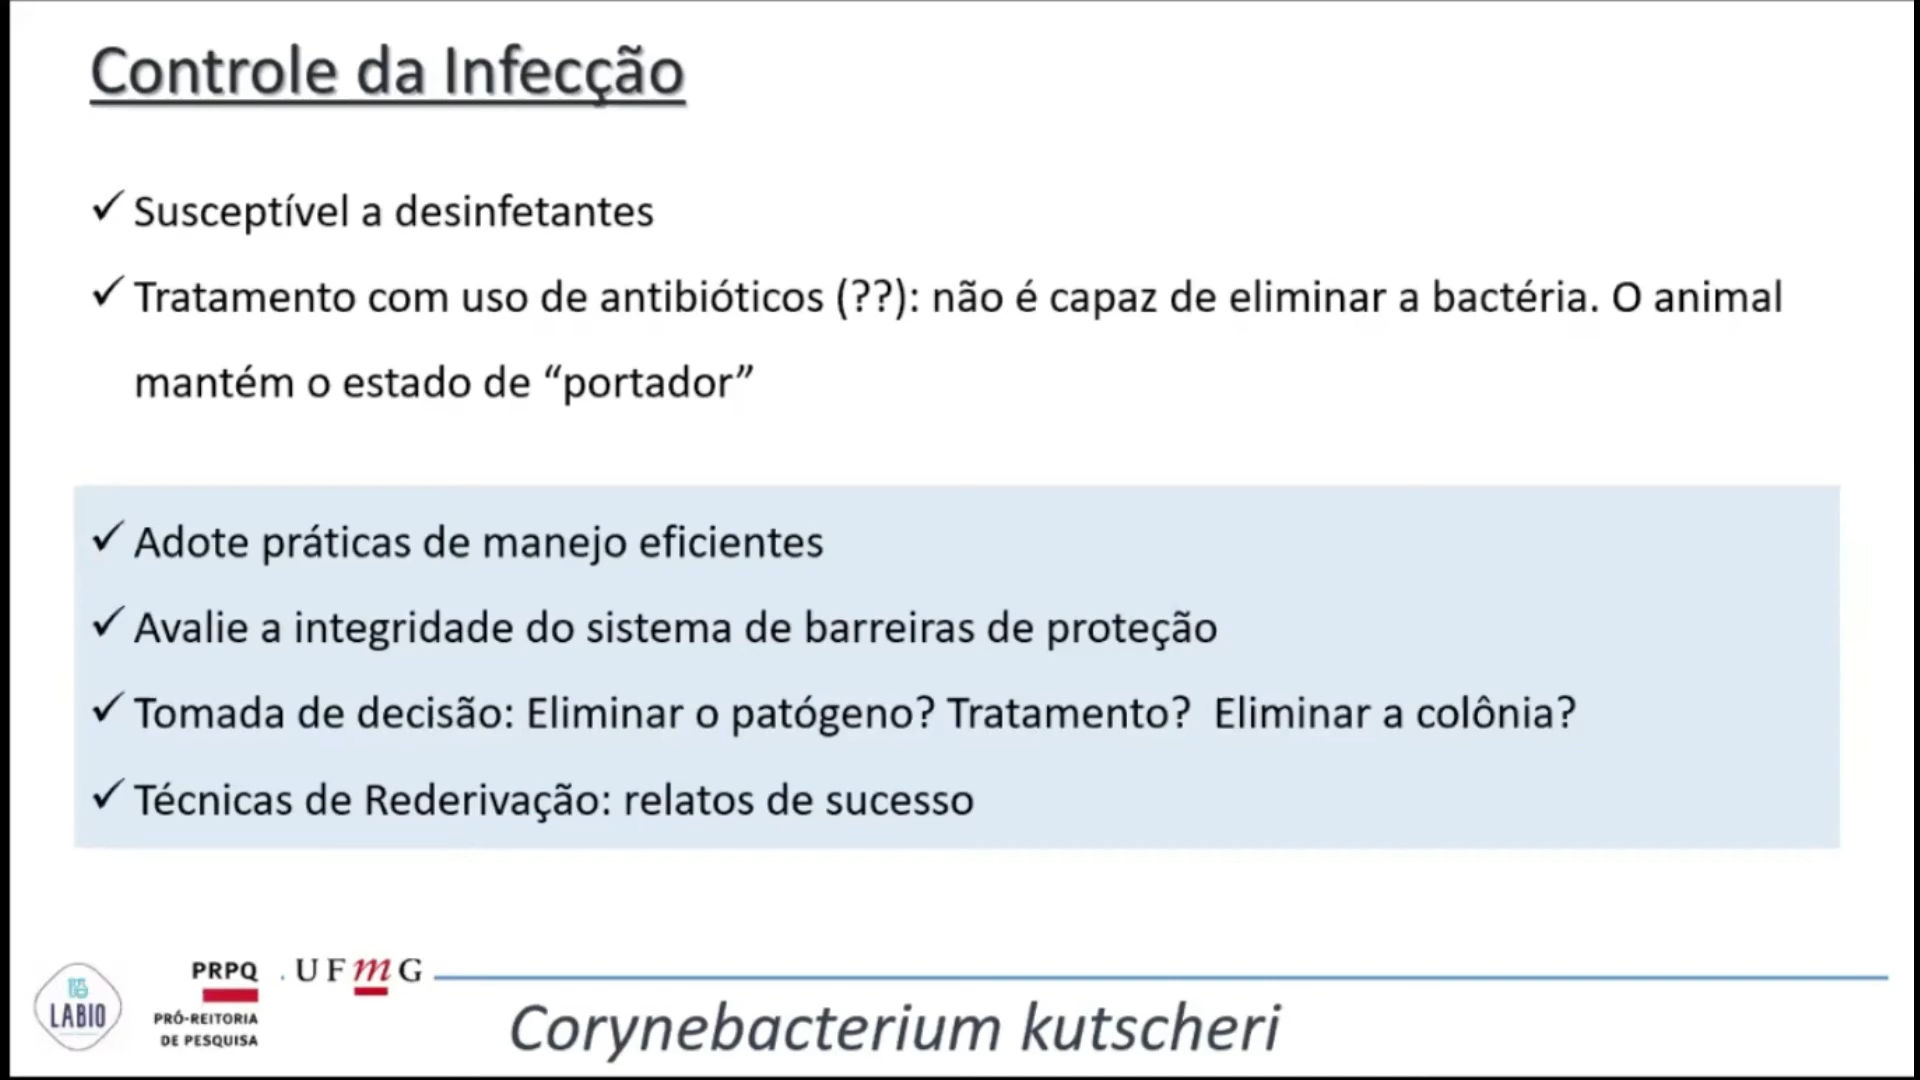 Controle da Infecção
✓ Susceptível a desinfetantes
✓ Tratamento com uso de antibióticos (??): não é capaz de eliminar a bactéria. O animal
mantém o estado de “portador”
✓ Adote práticas de manejo eficientes
✓ Avalie a integridade do sistema de barreiras de proteção
✓ Tomada de decisão: Eliminar o patógeno? Tratamento? Eliminar a colônia?
✓ Técnicas de Rederivação: relatos de sucesso
LABIO
PRPQ
PRÓ-REITORIA
DE PESQUISA
UFmG
Corynebacterium kutscheri